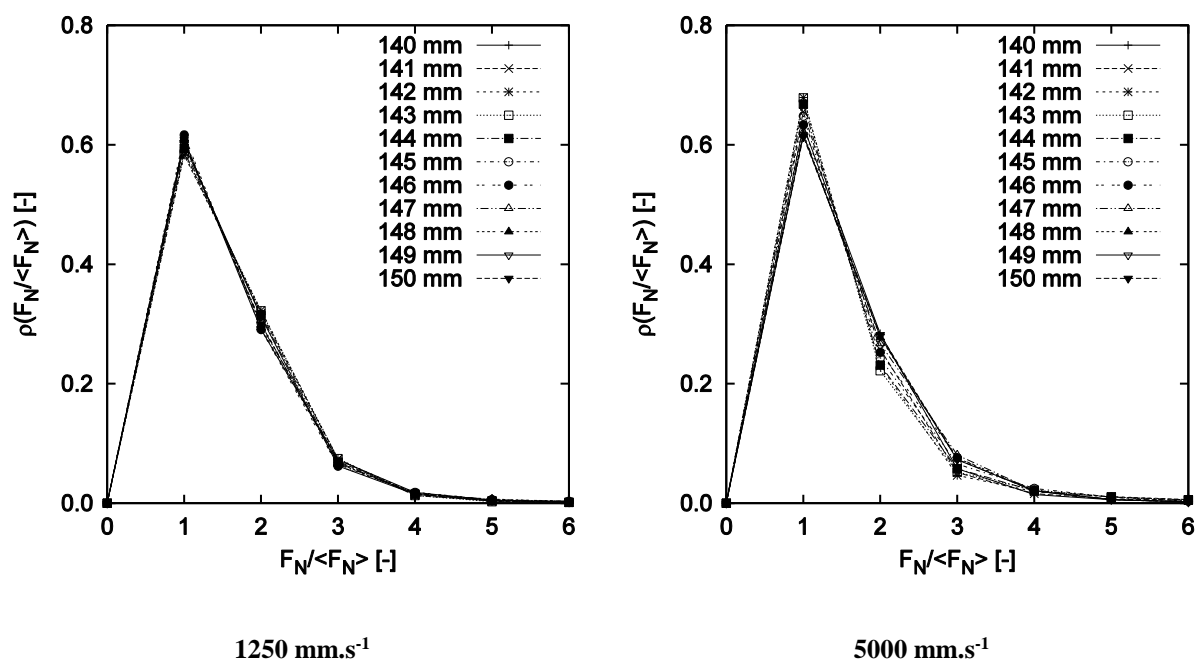 0.8
0.6
0.4
0.2
0.0
ρ(F_N/<F_N>) [-]
140 mm
141 mm
142 mm
143 mm
144 mm
145 mm
146 mm
147 mm
148 mm
149 mm
150 mm
0 1 2 3 4 5 6
F_N/<F_N> [-]
1250 mm.s⁻¹
0.8
0.6
0.4
0.2
0.0
ρ(F_N/<F_N>) [-]
140 mm
141 mm
142 mm
143 mm
144 mm
145 mm
146 mm
147 mm
148 mm
149 mm
150 mm
0 1 2 3 4 5 6
F_N/<F_N> [-]
5000 mm.s⁻¹